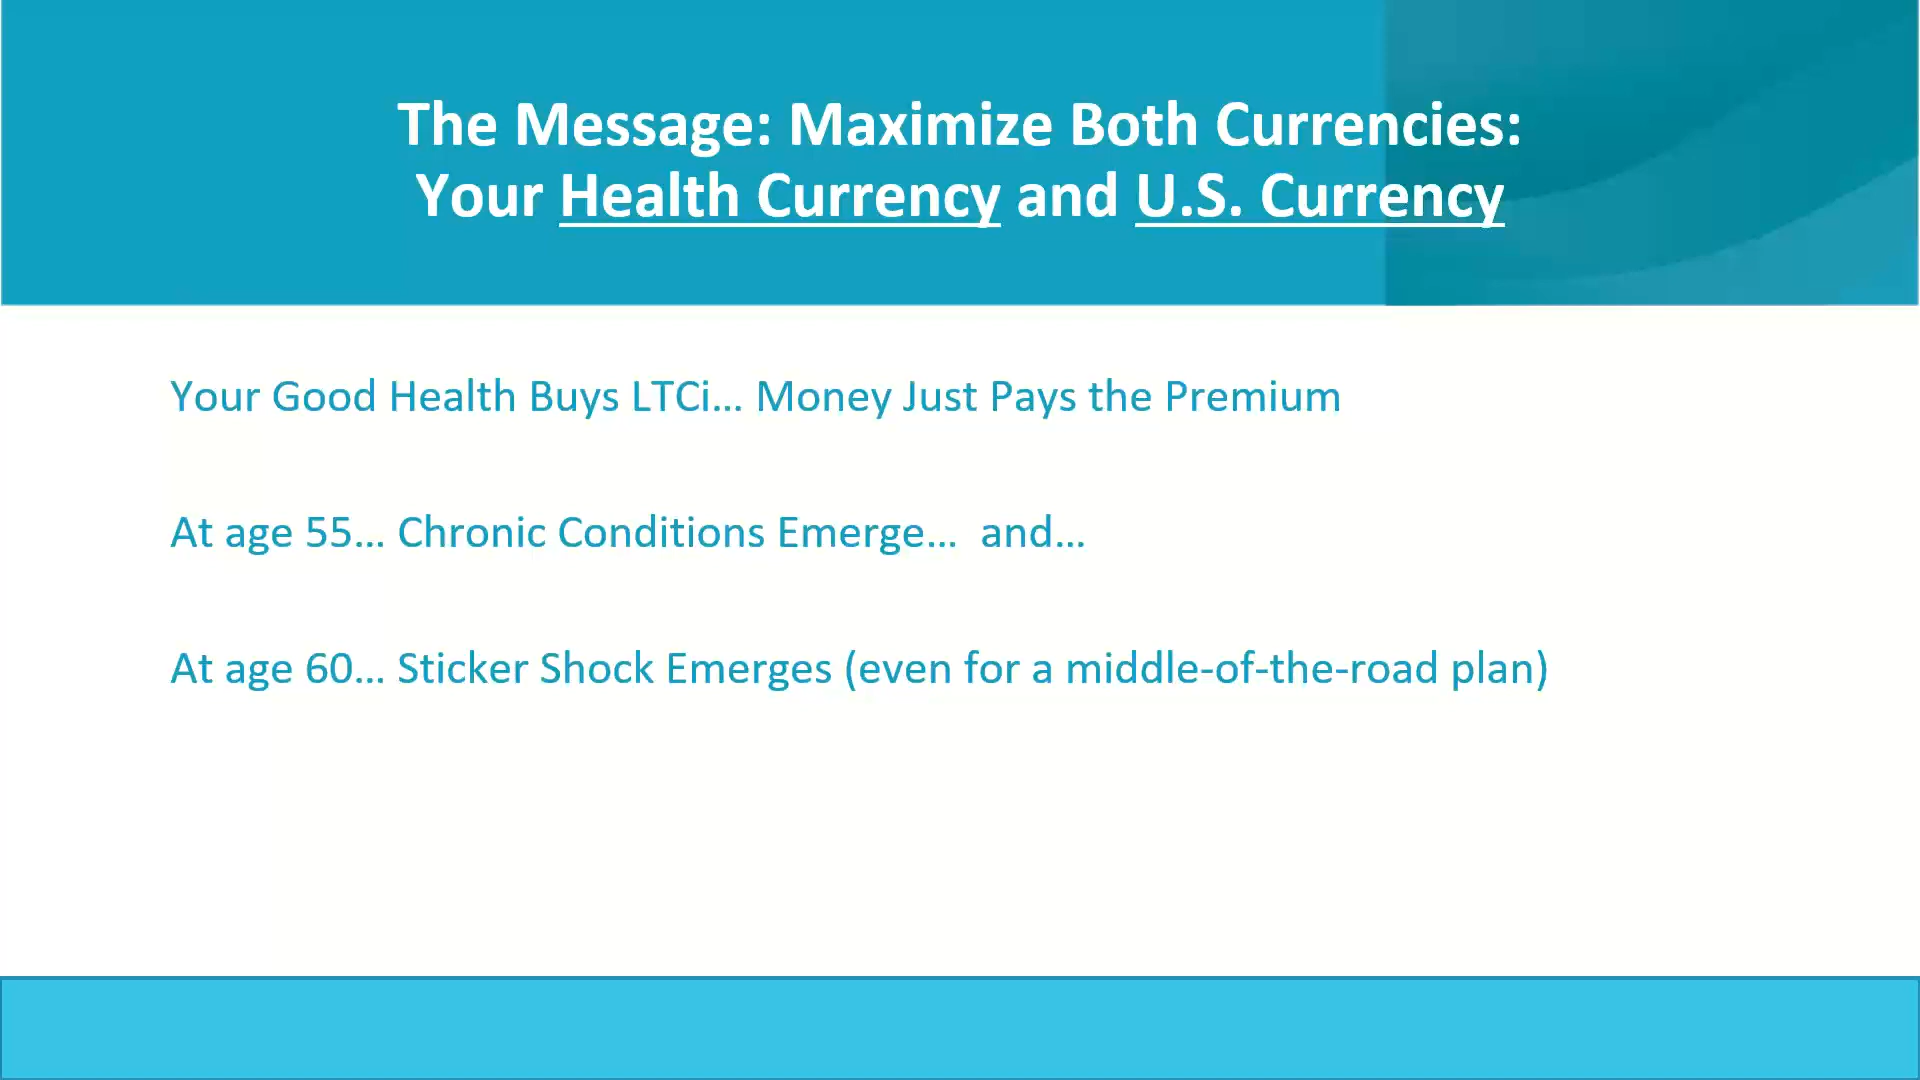 The Message: Maximize Both Currencies:
Your Health Currency and U.S. Currency
Your Good Health Buys LTCi… Money Just Pays the Premium
At age 55… Chronic Conditions Emerge…  and…
At age 60… Sticker Shock Emerges (even for a middle-of-the-road plan)